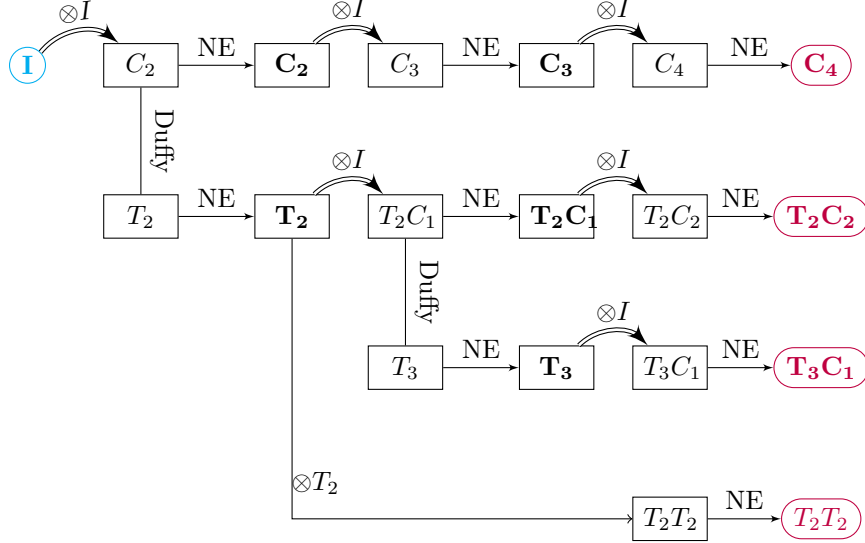 ⊗I ⊗I ⊗I
I C₂ NE C₂ C₃ NE C₃ C₄ NE C₄
Duffy
⊗I ⊗I
T₂ NE T₂ T₂C₁ NE T₂C₁ T₂C₂ NE T₂C₂
Duffy
⊗I
T₃ NE T₃ T₃C₁ NE T₃C₁
⊗T₂
T₂T₂ NE T₂T₂